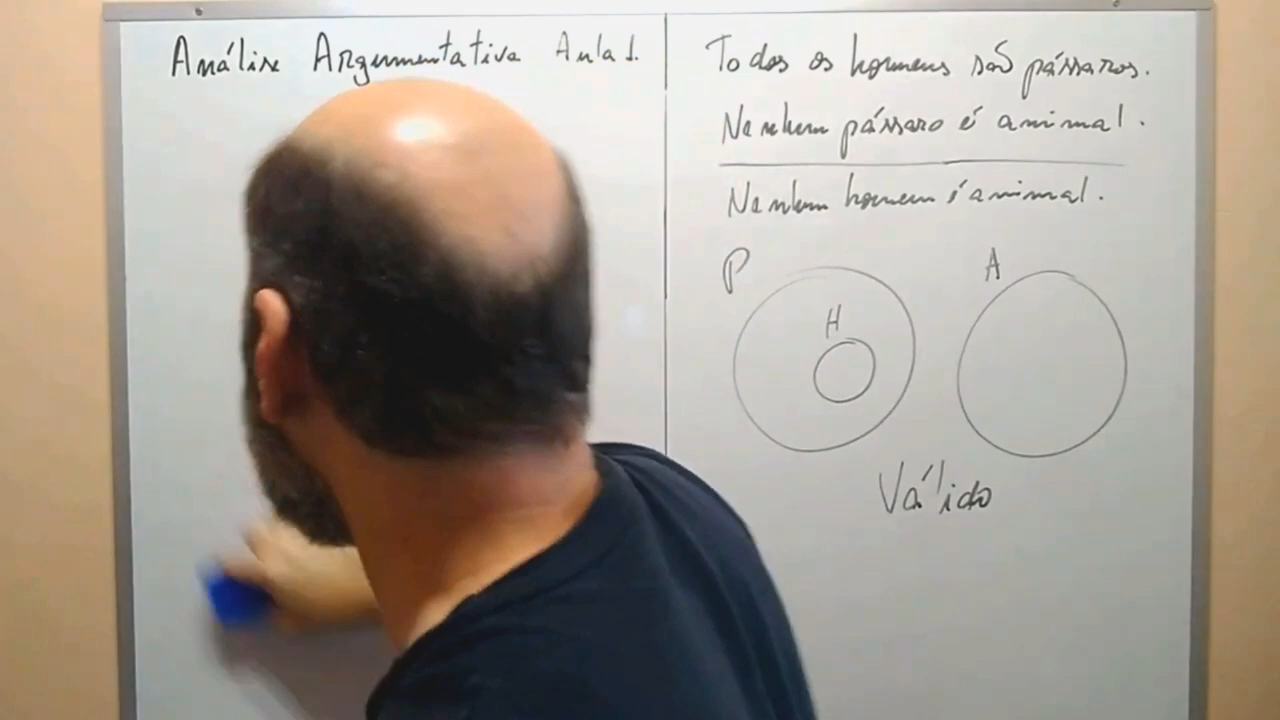 Análise Argumentativa Aula 1.
Todos os homens são pássaros.
Nenhum pássaro é animal.
Nenhum homem é animal.
P
A
H
Válido